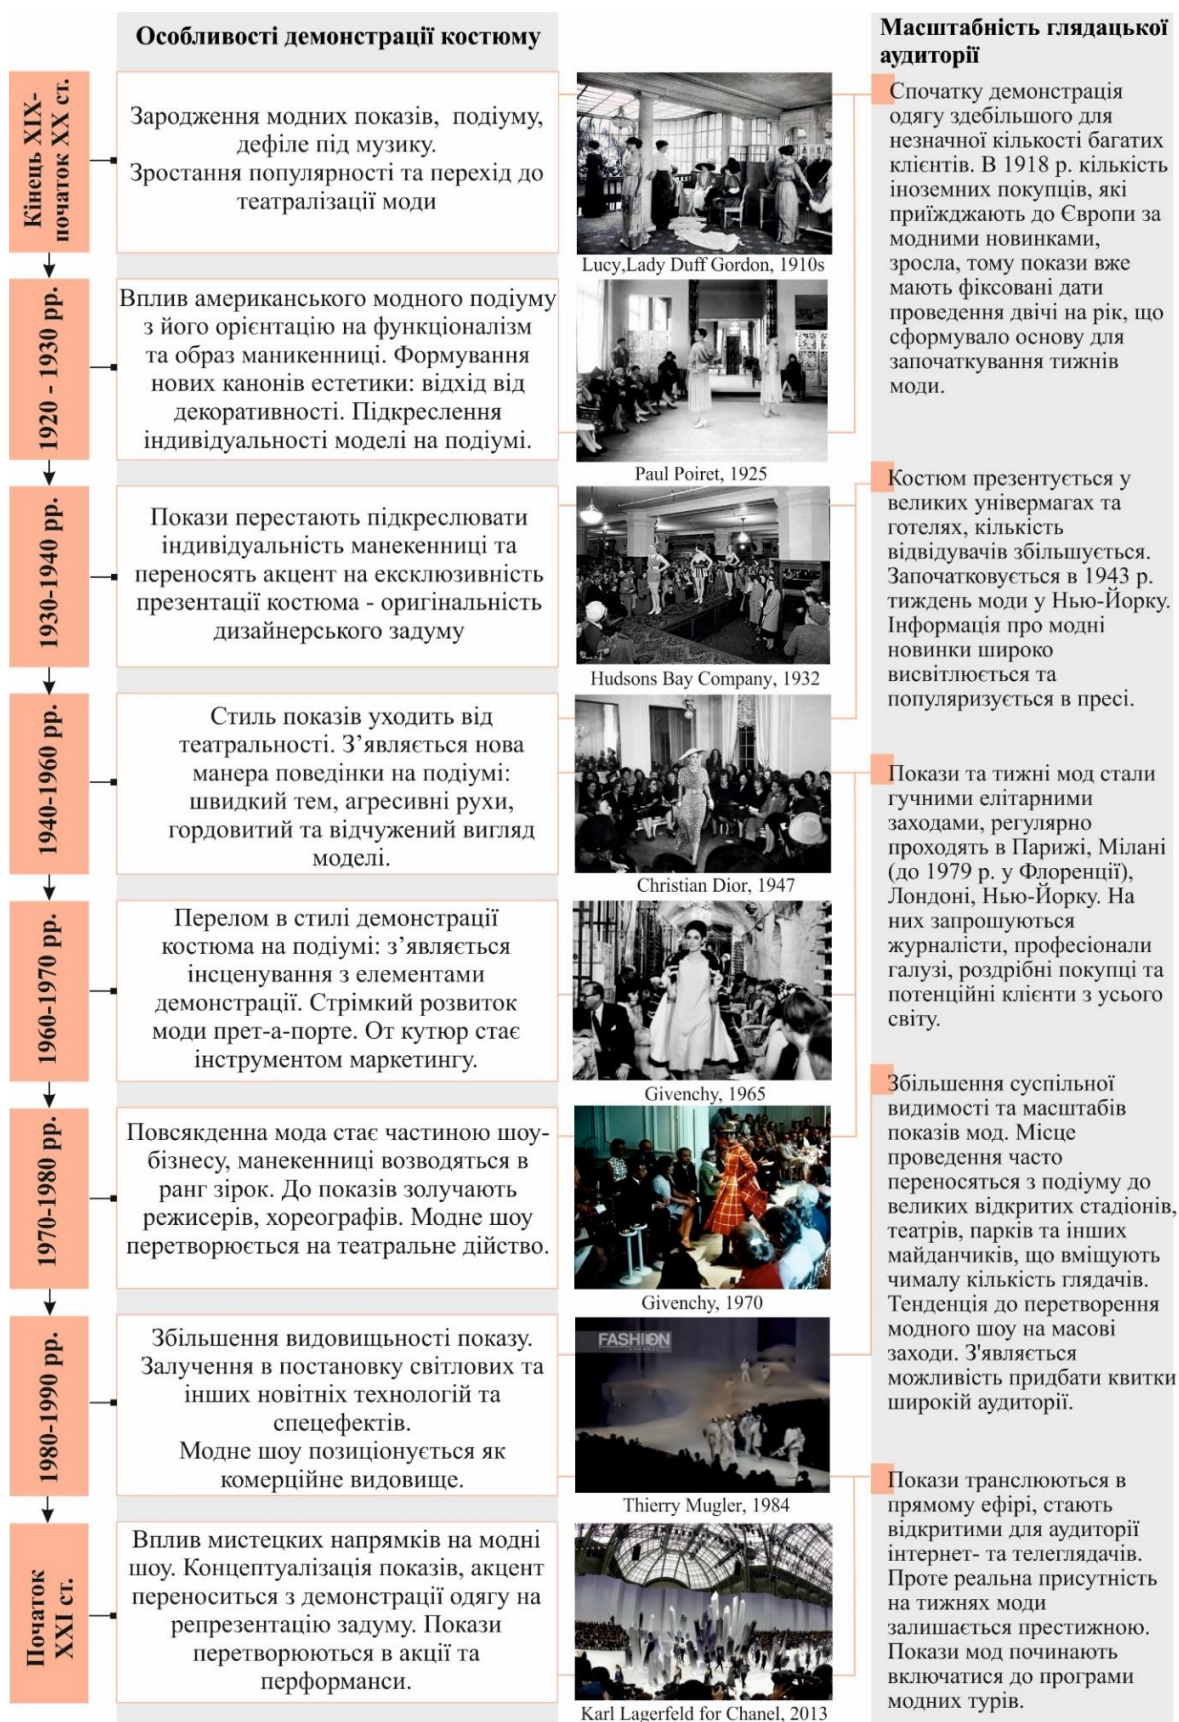 Особливості демонстрації костюму
Масштабність глядацької
аудиторії
Кінець XIX-
початок XX ст.
Зародження модних показів, подіуму,
дефіле під музику.
Зростання популярності та перехід до
театралізації моди
Lucy,Lady Duff Gordon, 1910s
Спочатку демонстрація
одягу здебільшого для
незначної кількості багатих
клієнтів. В 1918 р. кількість
іноземних покупців, які
приїжджають до Європи за
модними новинками,
зросла, тому покази вже
мають фіксовані дати
проведення двічі на рік, що
сформувало основу для
започаткування тижнів
моди.
1920 - 1930 рр.
Вплив американського модного подіуму
з його орієнтацію на функціоналізм
та образ маникенниці. Формування
нових канонів естетики: відхід від
декоративності. Підкреслення
індивідуальності моделі на подіумі.
Paul Poiret, 1925
1930-1940 рр.
Покази перестають підкреслювати
індивідуальність манекенниці та
переносять акцент на ексклюзивність
презентації костюма - оригінальність
дизайнерського задуму
Hudsons Bay Company, 1932
Костюм презентується у
великих універмагах та
готелях, кількість
відвідувачів збільшується.
Започатковується в 1943 р.
тиждень моди у Нью-Йорку.
Інформація про модні
новинки широко
висвітлюється та
популяризується в пресі.
1940-1960 рр.
Стиль показів уходить від
театральності. З’являється нова
манера поведінки на подіумі:
швидкий тем, агресивні рухи,
гордовитий та відчужений вигляд
моделі.
Christian Dior, 1947
Покази та тижні мод стали
гучними елітарними
заходами, регулярно
проходять в Парижі, Мілані
(до 1979 р. у Флоренції),
Лондоні, Нью-Йорку. На
них запрошуються
журналісти, професіонали
галузі, роздрібні покупці та
потенційні клієнти з усього
світу.
1960-1970 рр.
Перелом в стилі демонстрації
костюма на подіумі: з’являється
інсценування з елементами
демонстрації. Стрімкий розвиток
моди прет-а-порте. От кутюр стає
інструментом маркетингу.
Givenchy, 1965
1970-1980 рр.
Повсякденна мода стає частиною шоу-
бізнесу, манекенниці возводяться в
ранг зірок. До показів золучають
режисерів, хореографів. Модне шоу
перетворюється на театральне дійство.
Givenchy, 1970
Збільшення суспільної
видимості та масштабів
показів мод. Місце
проведення часто
переносяться з подіуму до
великих відкритих стадіонів,
театрів, парків та інших
майданчиків, що вміщують
чималу кількість глядачів.
Тенденція до перетворення
модного шоу на масові
заходи. З'являється
можливість придбати квитки
широкій аудиторії.
1980-1990 рр.
Збільшення видовищьності показу.
Залучення в постановку світлових та
інших новітніх технологій та
спецефектів.
Модне шоу позиціонується як
комерційне видовище.
FASHION
Thierry Mugler, 1984
Початок
XXI ст.
Вплив мистецких напрямків на модні
шоу. Концептуалізація показів, акцент
переноситься з демонстрації одягу на
репрезентацію задуму. Покази
перетворюються в акції та
перформанси.
Karl Lagerfeld for Chanel, 2013
Покази транслюються в
прямому ефірі, стають
відкритими для аудиторії
інтернет- та телеглядачів.
Проте реальна присутність
на тижнях моди
залишається престижною.
Покази мод починають
включатися до програми
модних турів.